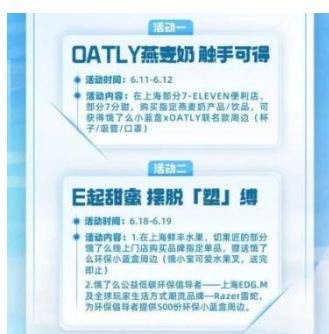 活动一
OATLY燕麦奶 触手可得
活动时间：6.11-6.12
活动内容：在上海部分7-ELEVEN便利店、
部分7分甜，购买指定燕麦奶产品/饮品，可
获得饿了么小蓝盒xOATLY联名款周边（杯
子/吸管/口罩）
活动二
E起甜蜜 摆脱「塑」缚
活动时间：6.18-6.19
活动内容：1.在上海鲜丰水果、切果匠的部分
饿了么线上门店购买品牌指定单品，赠送饿了
么环保小蓝盒周边（饿小宝可爱水果叉，送完
即止）
2.饿了么公益低碳环保倡导者——上海EDG.M
及全球玩家生活方式潮流品牌—Razer雷蛇，
为环保倡导者提供500份环保小蓝盒周边。